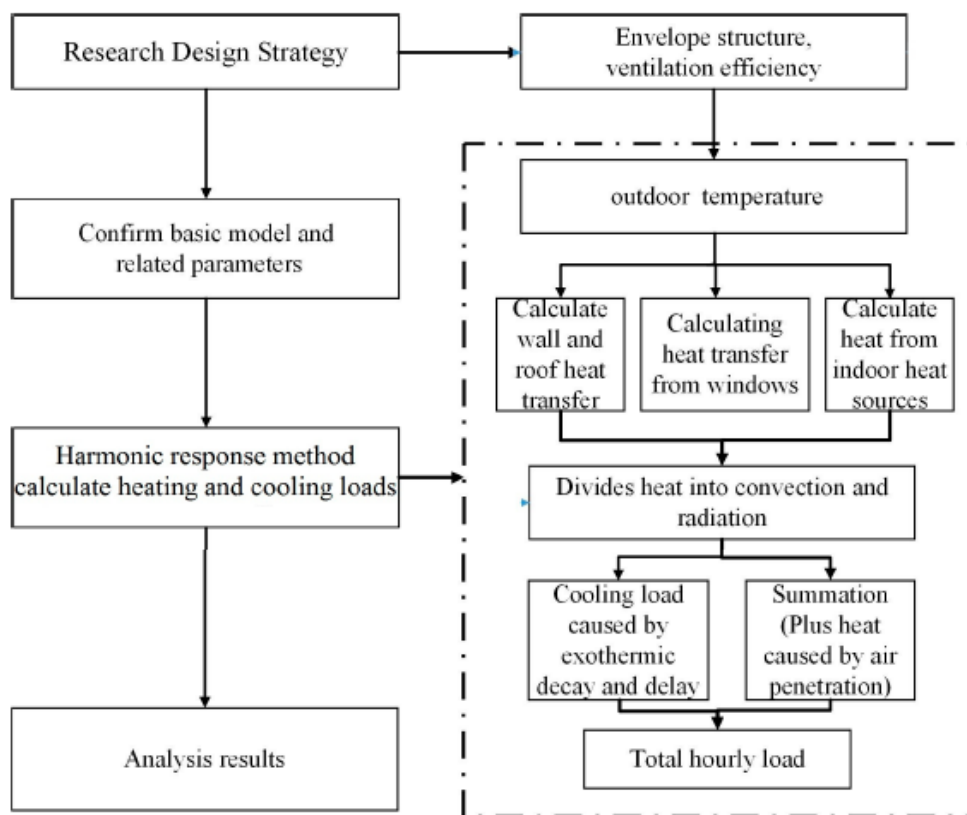 Research Design Strategy
Envelope structure,
ventilation efficiency
outdoor temperature
Confirm basic model and
related parameters
Calculate
wall and
roof heat
transfer
Calculating
heat transfer
from windows
Calculate
heat from
indoor heat
sources
Harmonic response method
calculate heating and cooling loads
Divides heat into convection and
radiation
Cooling load
caused by
exothermic
decay and delay
Summation
(Plus heat
caused by air
penetration)
Analysis results
Total hourly load